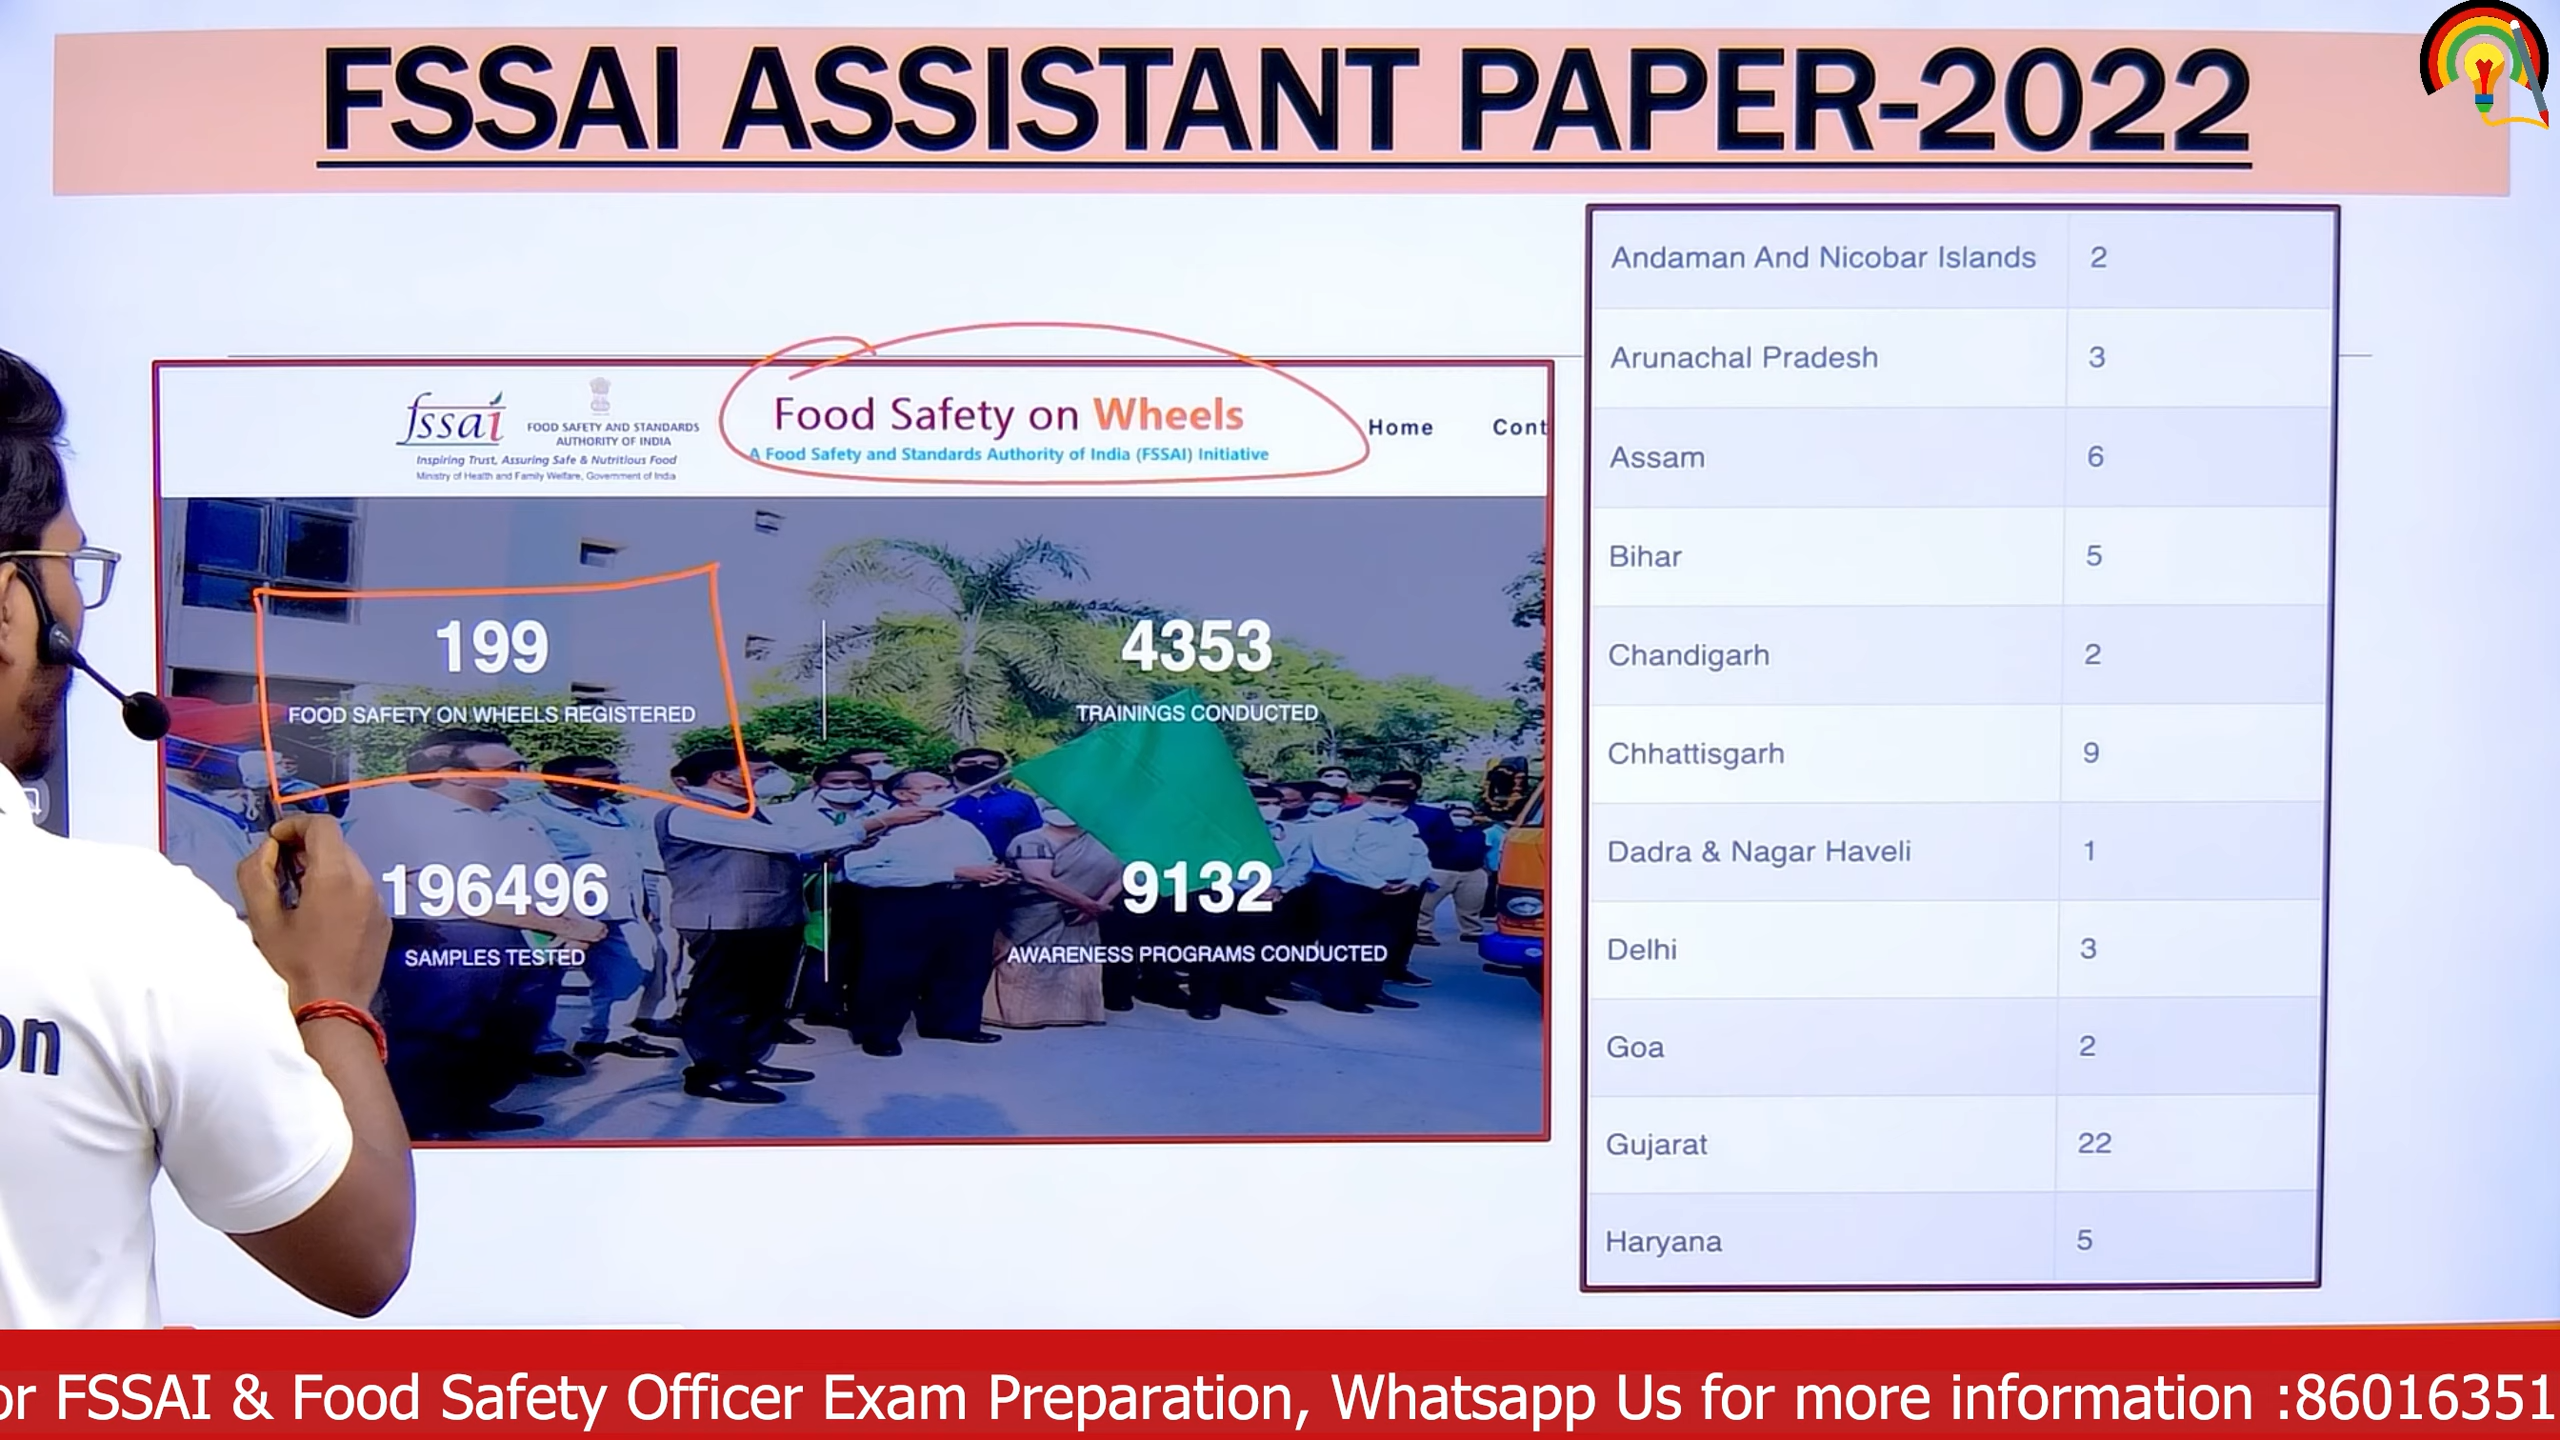 FSSAI ASSISTANT PAPER-2022
fssai
FOOD SAFETY AND STANDARDS
AUTHORITY OF INDIA
Inspiring Trust, Assuring Safe & Nutritious Food
Ministry of Health and Family Welfare, Government of India
Food Safety on Wheels
A Food Safety and Standards Authority of India (FSSAI) Initiative
Home Cont
199
FOOD SAFETY ON WHEELS REGISTERED
4353
TRAININGS CONDUCTED
196496
SAMPLES TESTED
9132
AWARENESS PROGRAMS CONDUCTED
Andaman And Nicobar Islands 2
Arunachal Pradesh 3
Assam 6
Bihar 5
Chandigarh 2
Chhattisgarh 9
Dadra & Nagar Haveli 1
Delhi 3
Goa 2
Gujarat 22
Haryana 5
on
or FSSAI & Food Safety Officer Exam Preparation, Whatsapp Us for more information :86016351